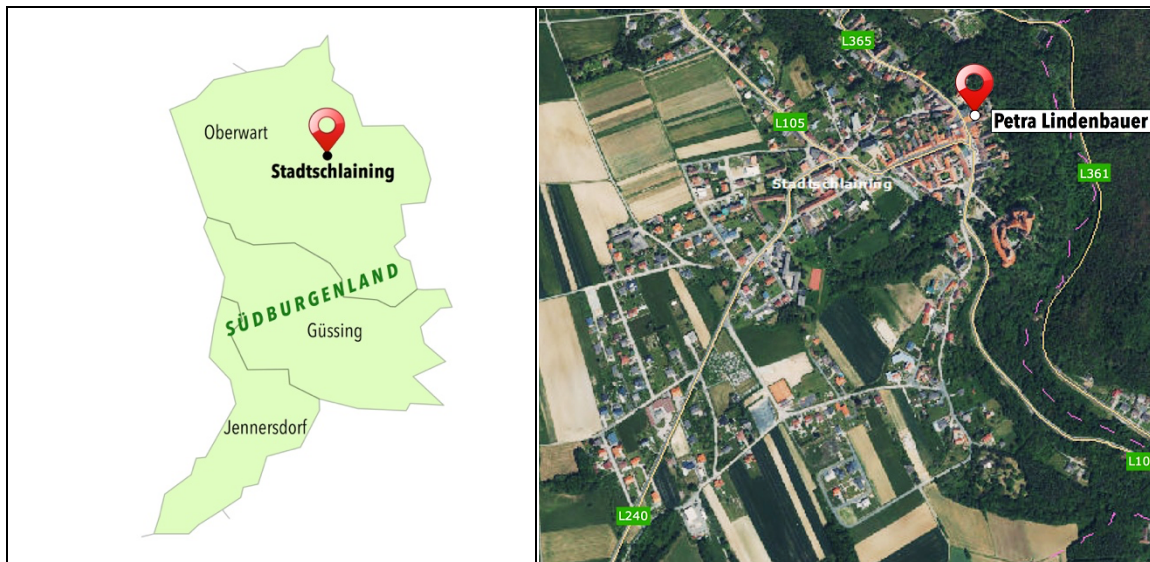 Oberwart
Stadtschlaining
SÜDBURGENLAND
Güssing
Jennersdorf
L365
L105
Petra Lindenbauer
L361
Stadtschlaining
L10
L240